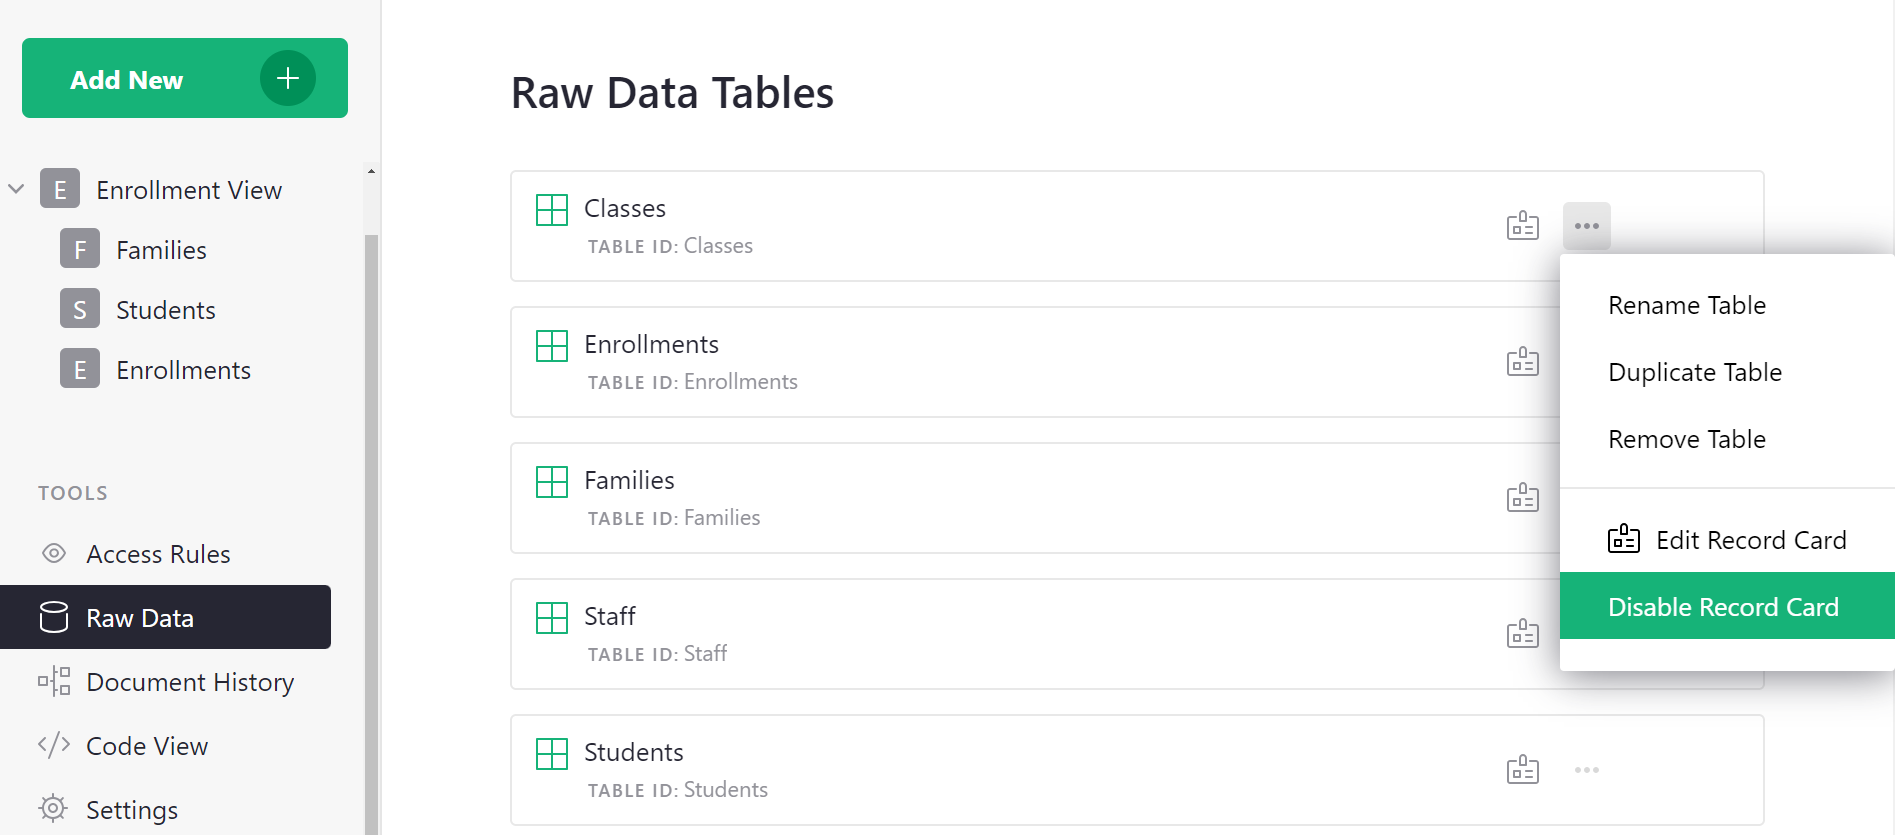 Add New
E Enrollment View
F Families
S Students
E Enrollments
TOOLS
Access Rules
Raw Data
Document History
Code View
Settings
Raw Data Tables
Classes
TABLE ID: Classes
Enrollments
TABLE ID: Enrollments
Families
TABLE ID: Families
Staff
TABLE ID: Staff
Students
TABLE ID: Students
Rename Table
Duplicate Table
Remove Table
Edit Record Card
Disable Record Card